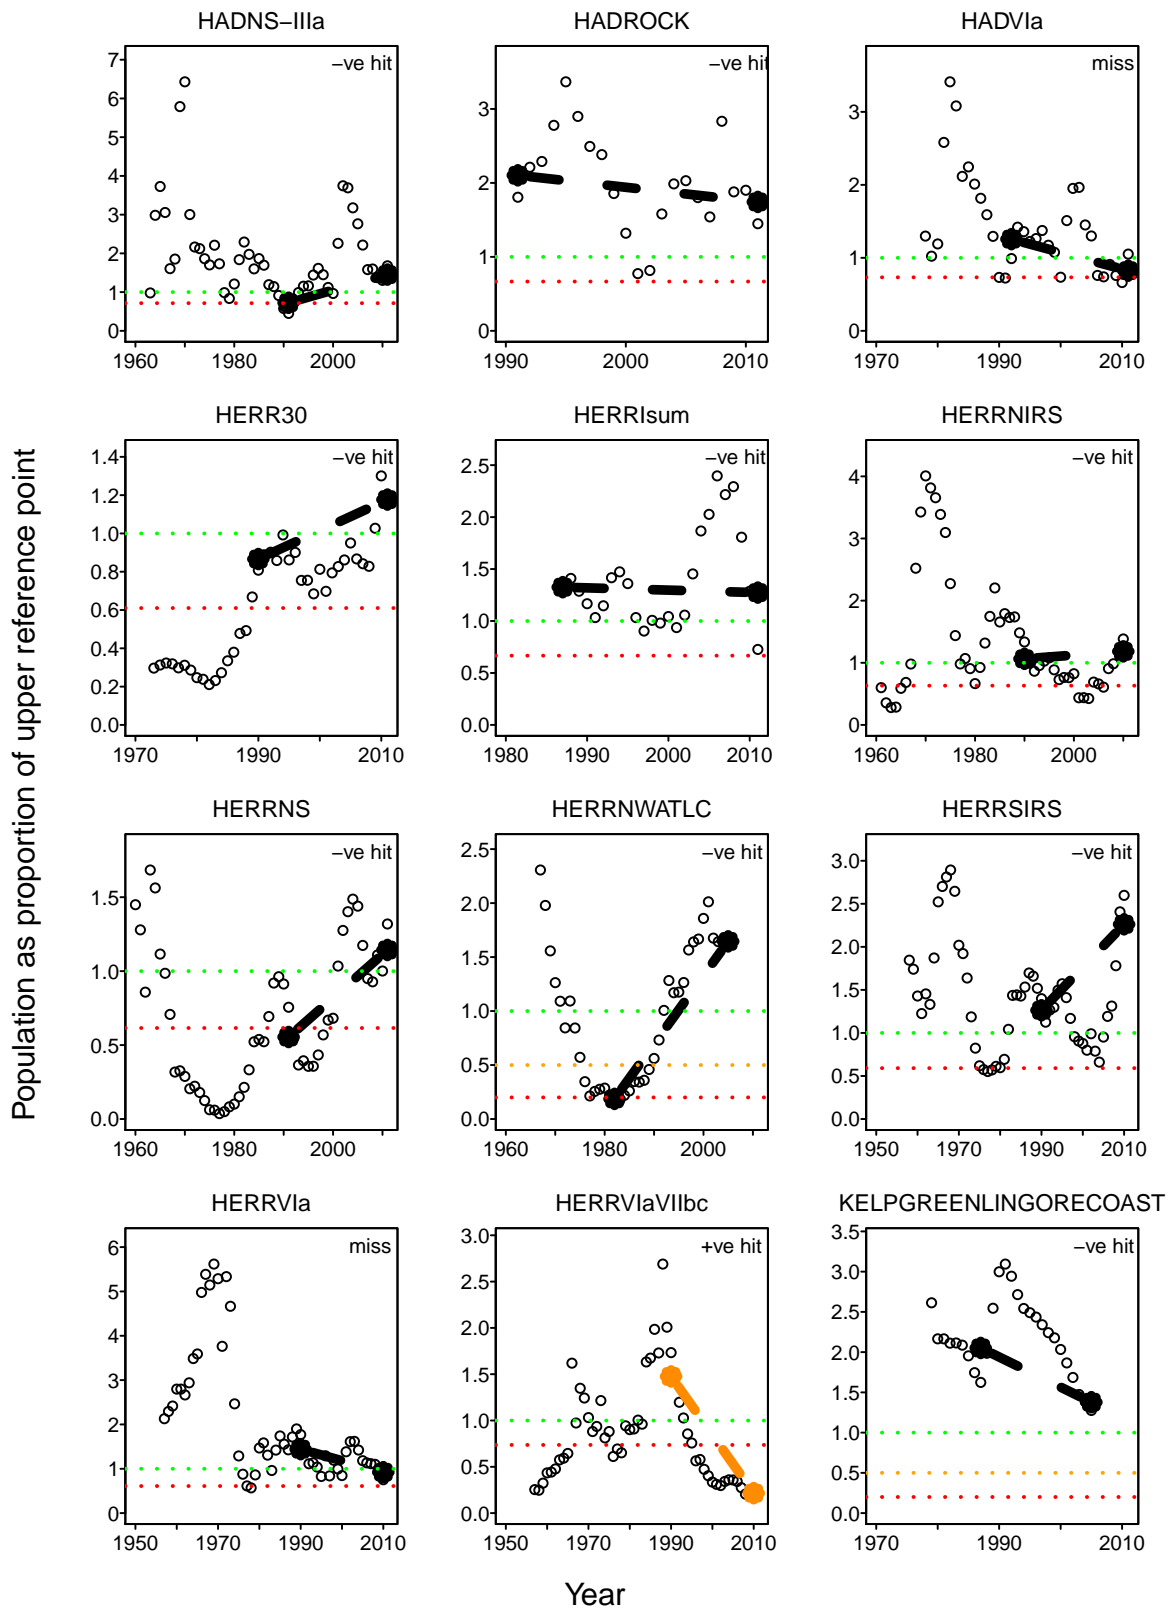 HADNS−IIIa
−ve hit
7
6
5
4
3
2
1
0
1960 1980 2000
HADROCK
−ve hit
3
2
1
0
1990 2000 2010
HADVIa
miss
3
2
1
0
1970 1990 2010
HERR30
−ve hit
1.4
1.2
1.0
0.8
0.6
0.4
0.2
0.0
1970 1990 2010
HERRIsum
−ve hit
2.5
2.0
1.5
1.0
0.5
0.0
1980 1990 2000 2010
HERRNIRS
−ve hit
4
3
2
1
0
1960 1980 2000
HERRNS
−ve hit
1.5
1.0
0.5
0.0
1960 1980 2000
HERRNWATLC
−ve hit
2.5
2.0
1.5
1.0
0.5
0.0
1960 1980 2000
HERRSIRS
−ve hit
3.0
2.5
2.0
1.5
1.0
0.5
0.0
1950 1970 1990 2010
HERRVIa
miss
6
5
4
3
2
1
0
1950 1970 1990 2010
HERRVIaVIIbc
+ve hit
3.0
2.5
2.0
1.5
1.0
0.5
0.0
1950 1970 1990 2010
KELPGREENLINGORECOAST
−ve hit
3.5
3.0
2.5
2.0
1.5
1.0
0.5
0.0
1970 1990 2010
Population as proportion of upper reference point
Year